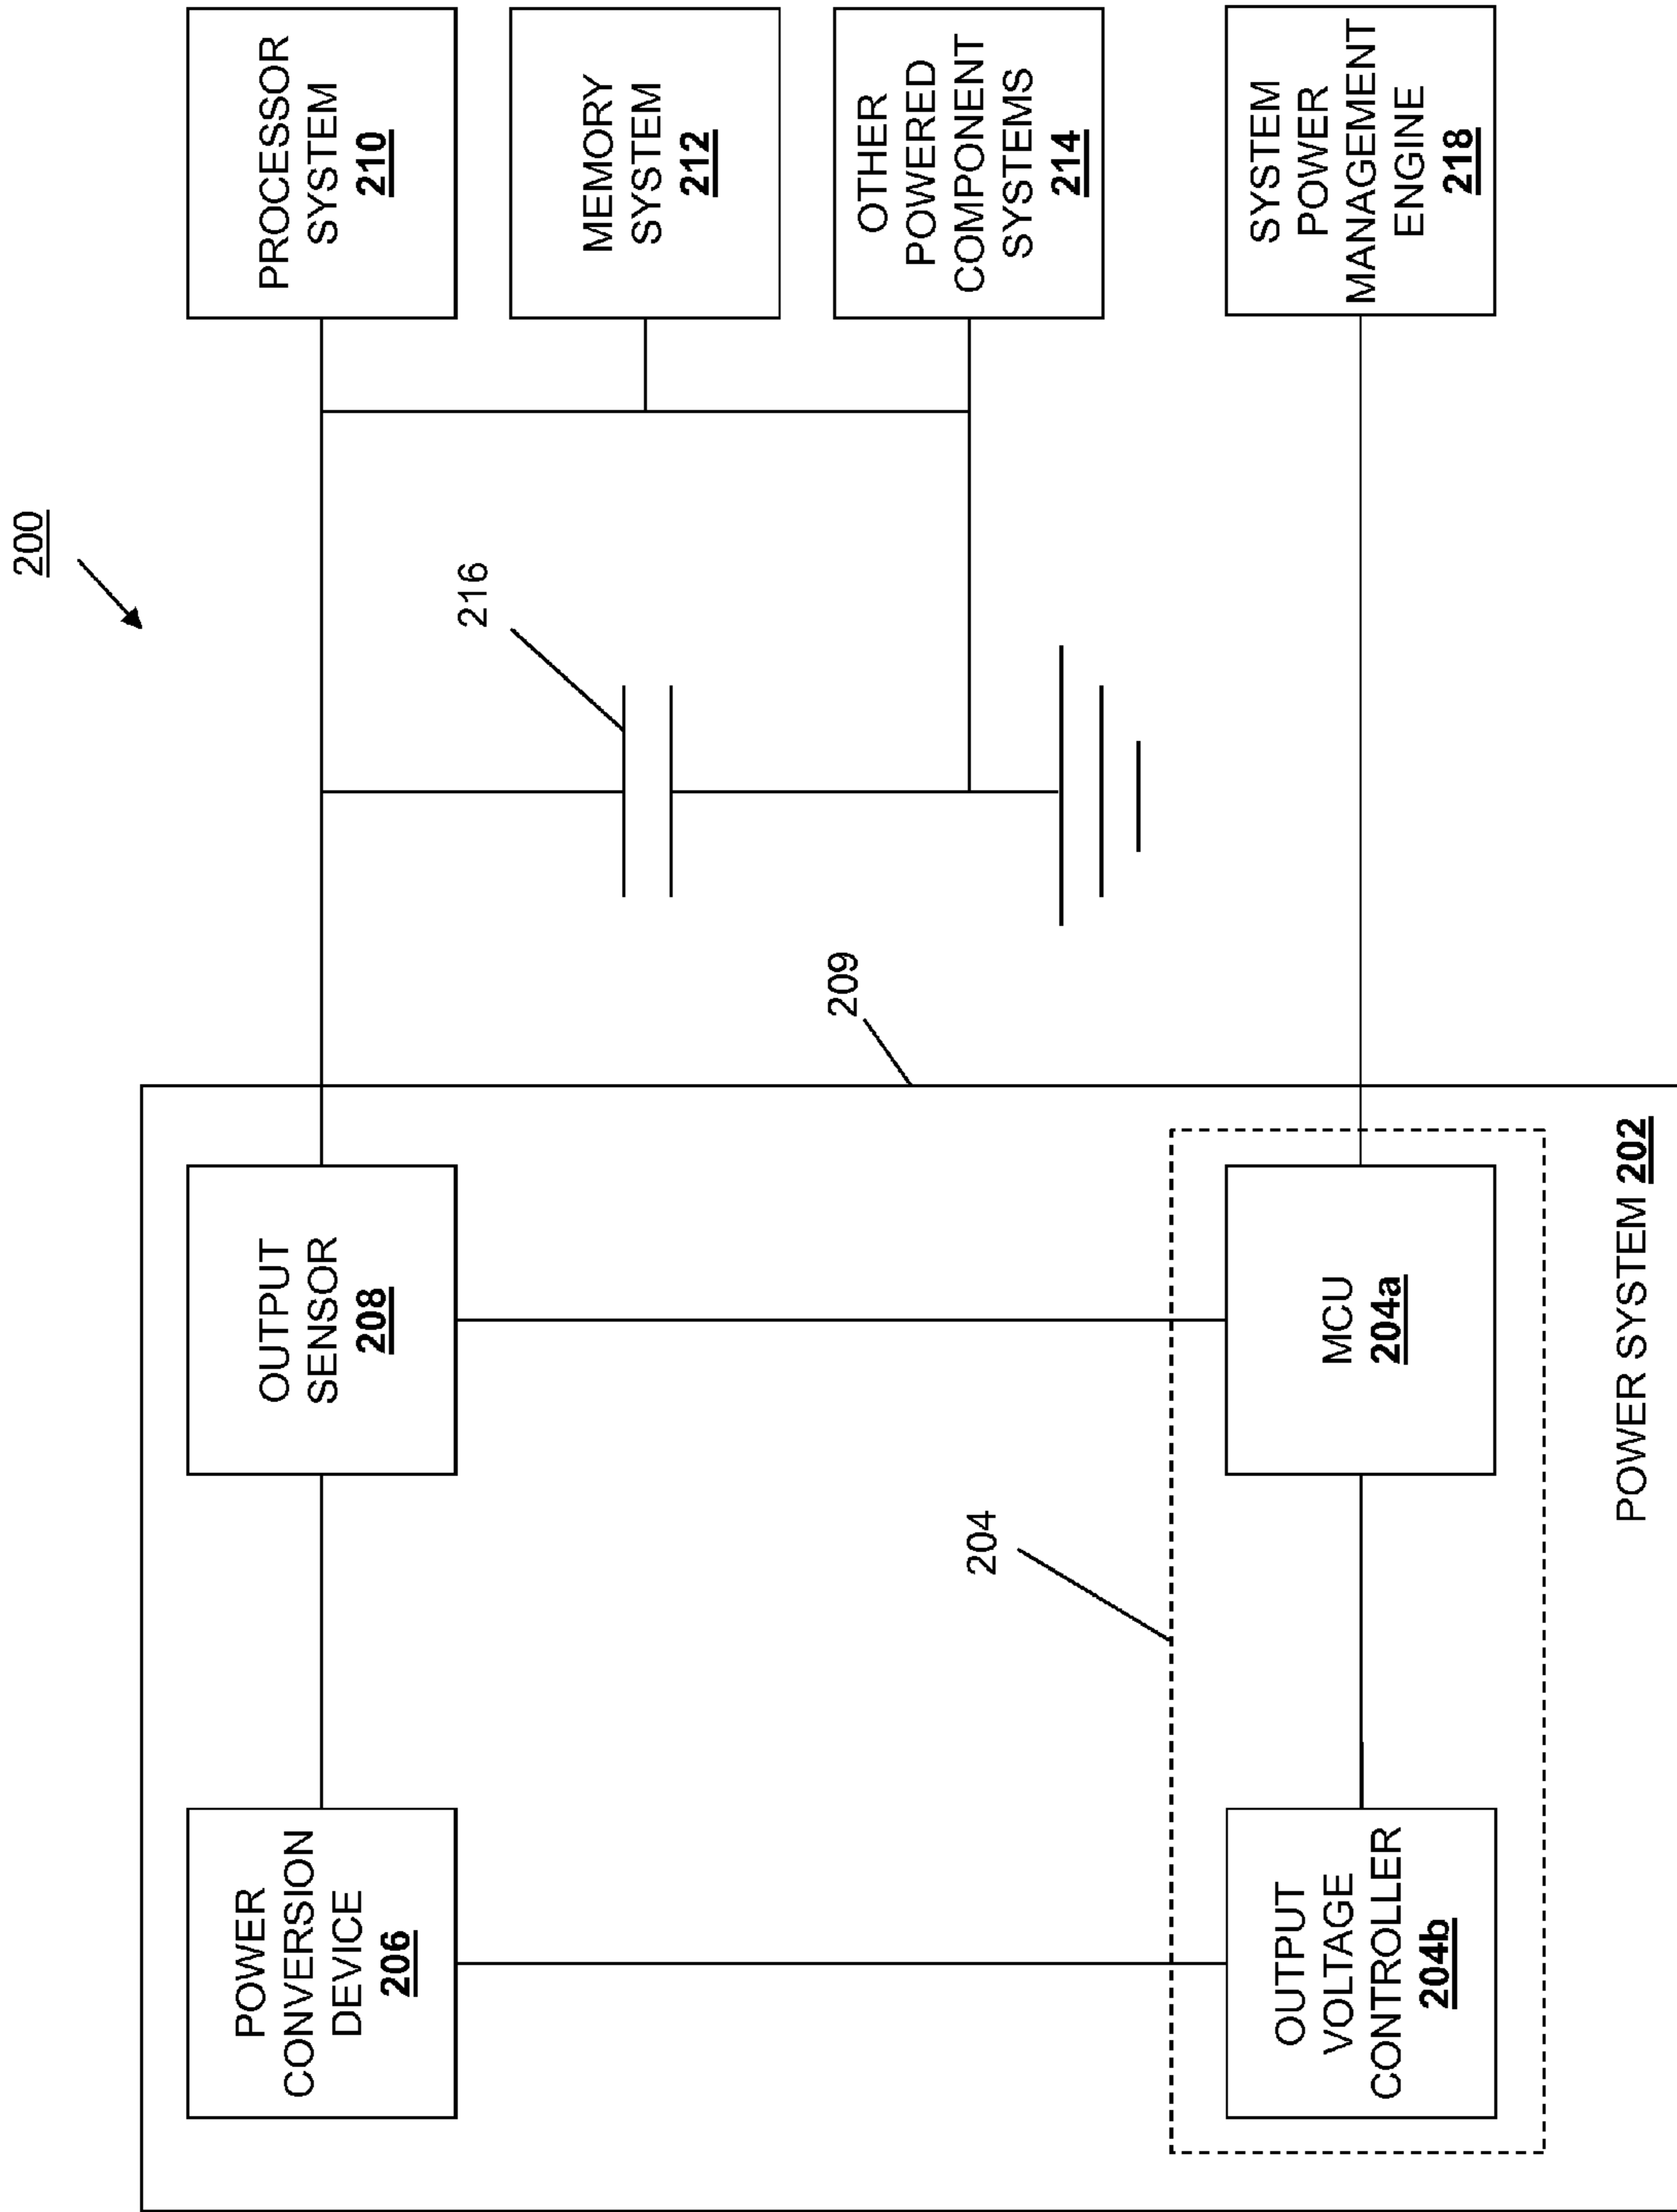 200
POWER
CONVERSION
DEVICE
206
OUTPUT
SENSOR
208
209
216
PROCESSOR
SYSTEM
210
MEMORY
SYSTEM
212
OTHER
POWERED
COMPONENT
SYSTEMS
214
204
OUTPUT
VOLTAGE
CONTROLLER
204b
MCU
204a
SYSTEM
POWER
MANAGEMENT
ENGINE
218
POWER SYSTEM 202